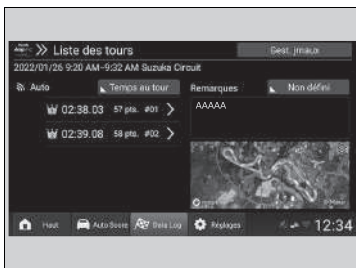 Liste des tours
Gest. jrnaux
2022/01/26 9:20 AM-9:32 AM Suzuka Circuit
Auto
Temps au tour
Remarques
Non défini
02:38.03 57 pts. #01
02:39.08 58 pts. #02
AAAAA
Haut
Auto Score
Data Log
Réglages
12:34